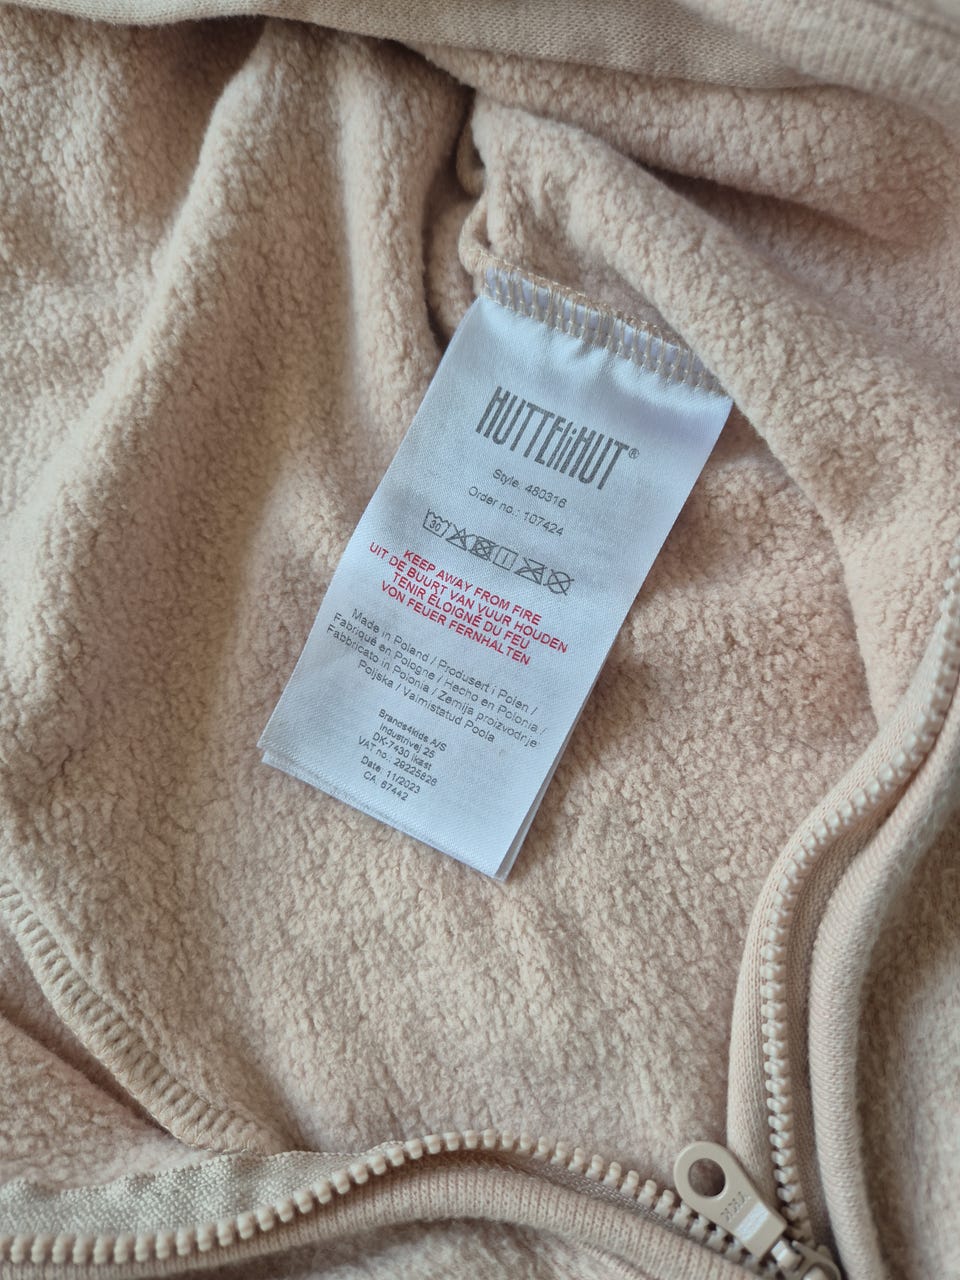 HUTTEliHUT®
Style. 480316
Order no.: 107424
30
KEEP AWAY FROM FIRE
UIT DE BUURT VAN VUUR HOUDEN
TENIR ÉLOIGNÉ DU FEU
VON FEUER FERNHALTEN
Made in Poland / Produsert i Polen /
Fabriqué en Pologne / Hecho en Polonia /
Fabbricato in Polonia / Zemlja proizvodnje:
Poljska / Valmistatud Poola
Brands4kids A/S
Industrivej 25
DK-7430 Ikast
VAT no.: 29225826
Date: 11/2023
CA: 67442